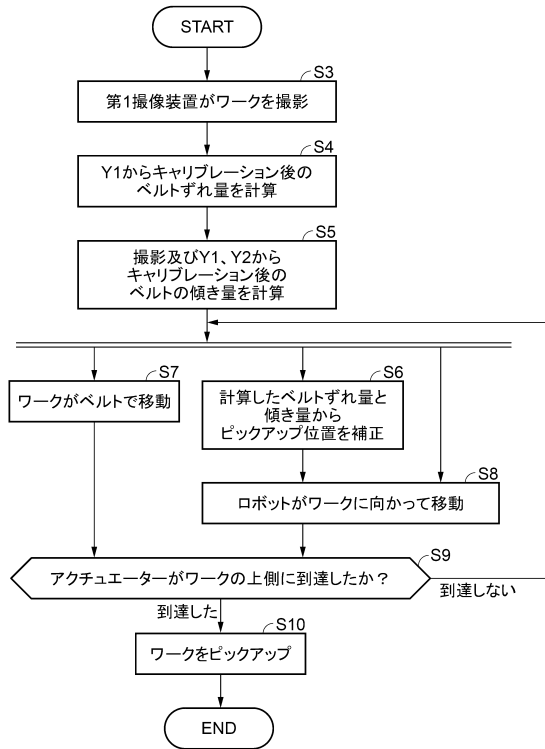 START
S3
第1撮像装置がワークを撮影
S4
Y1からキャリブレーション後の
ベルトずれ量を計算
S5
撮影及びY1、Y2から
キャリブレーション後の
ベルトの傾き量を計算
S7
ワークがベルトで移動
S6
計算したベルトずれ量と
傾き量から
ピックアップ位置を補正
S8
ロボットがワークに向かって移動
S9
アクチュエーターがワークの上側に到達したか？
到達しない
到達した
S10
ワークをピックアップ
END